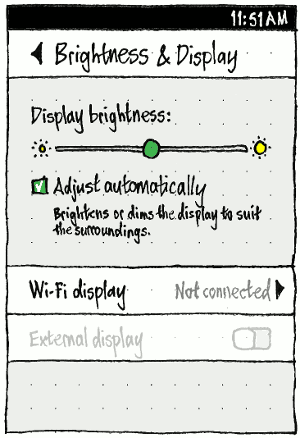 11:51AM
Brightness & Display
Display brightness:
Adjust automatically
Brightens or dims the display to suit
the surroundings.
Wi-Fi display Not connected
External display